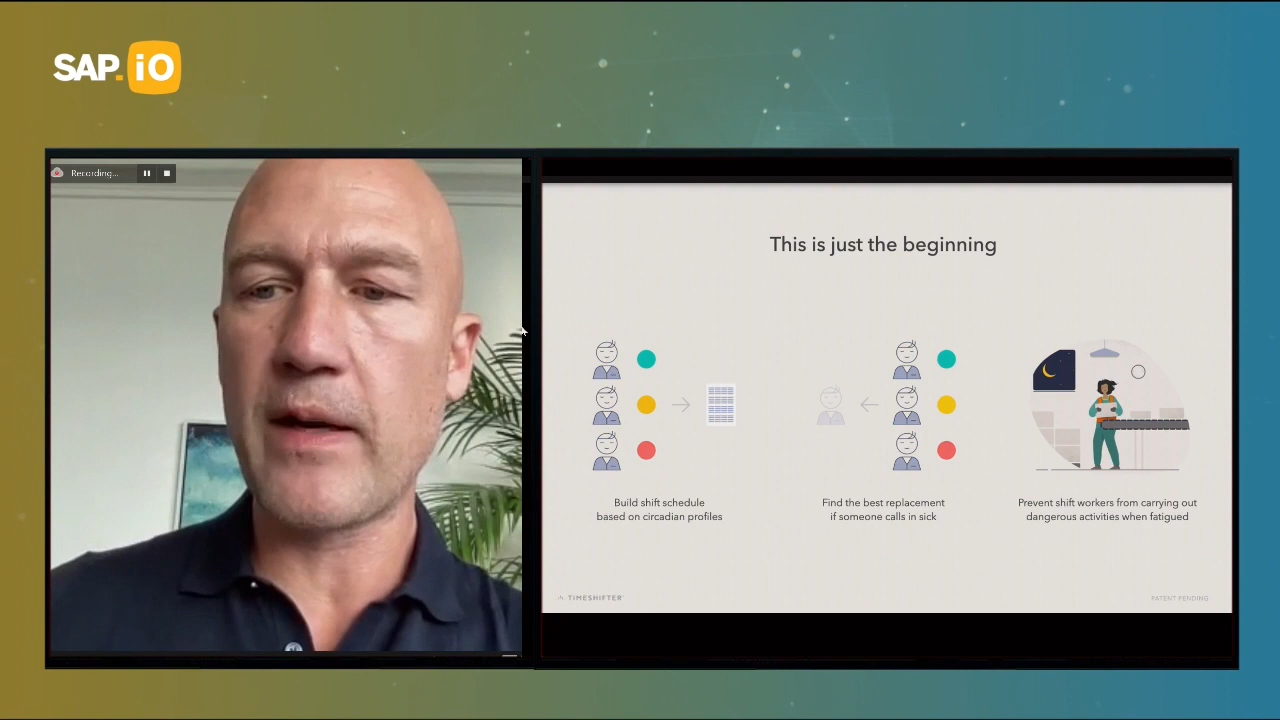 SAP.iO
Recording...
This is just the beginning
Build shift schedule
based on circadian profiles
Find the best replacement
if someone calls in sick
Prevent shift workers from carrying out
dangerous activities when fatigued
TIMESHIFTER
PATENT PENDING